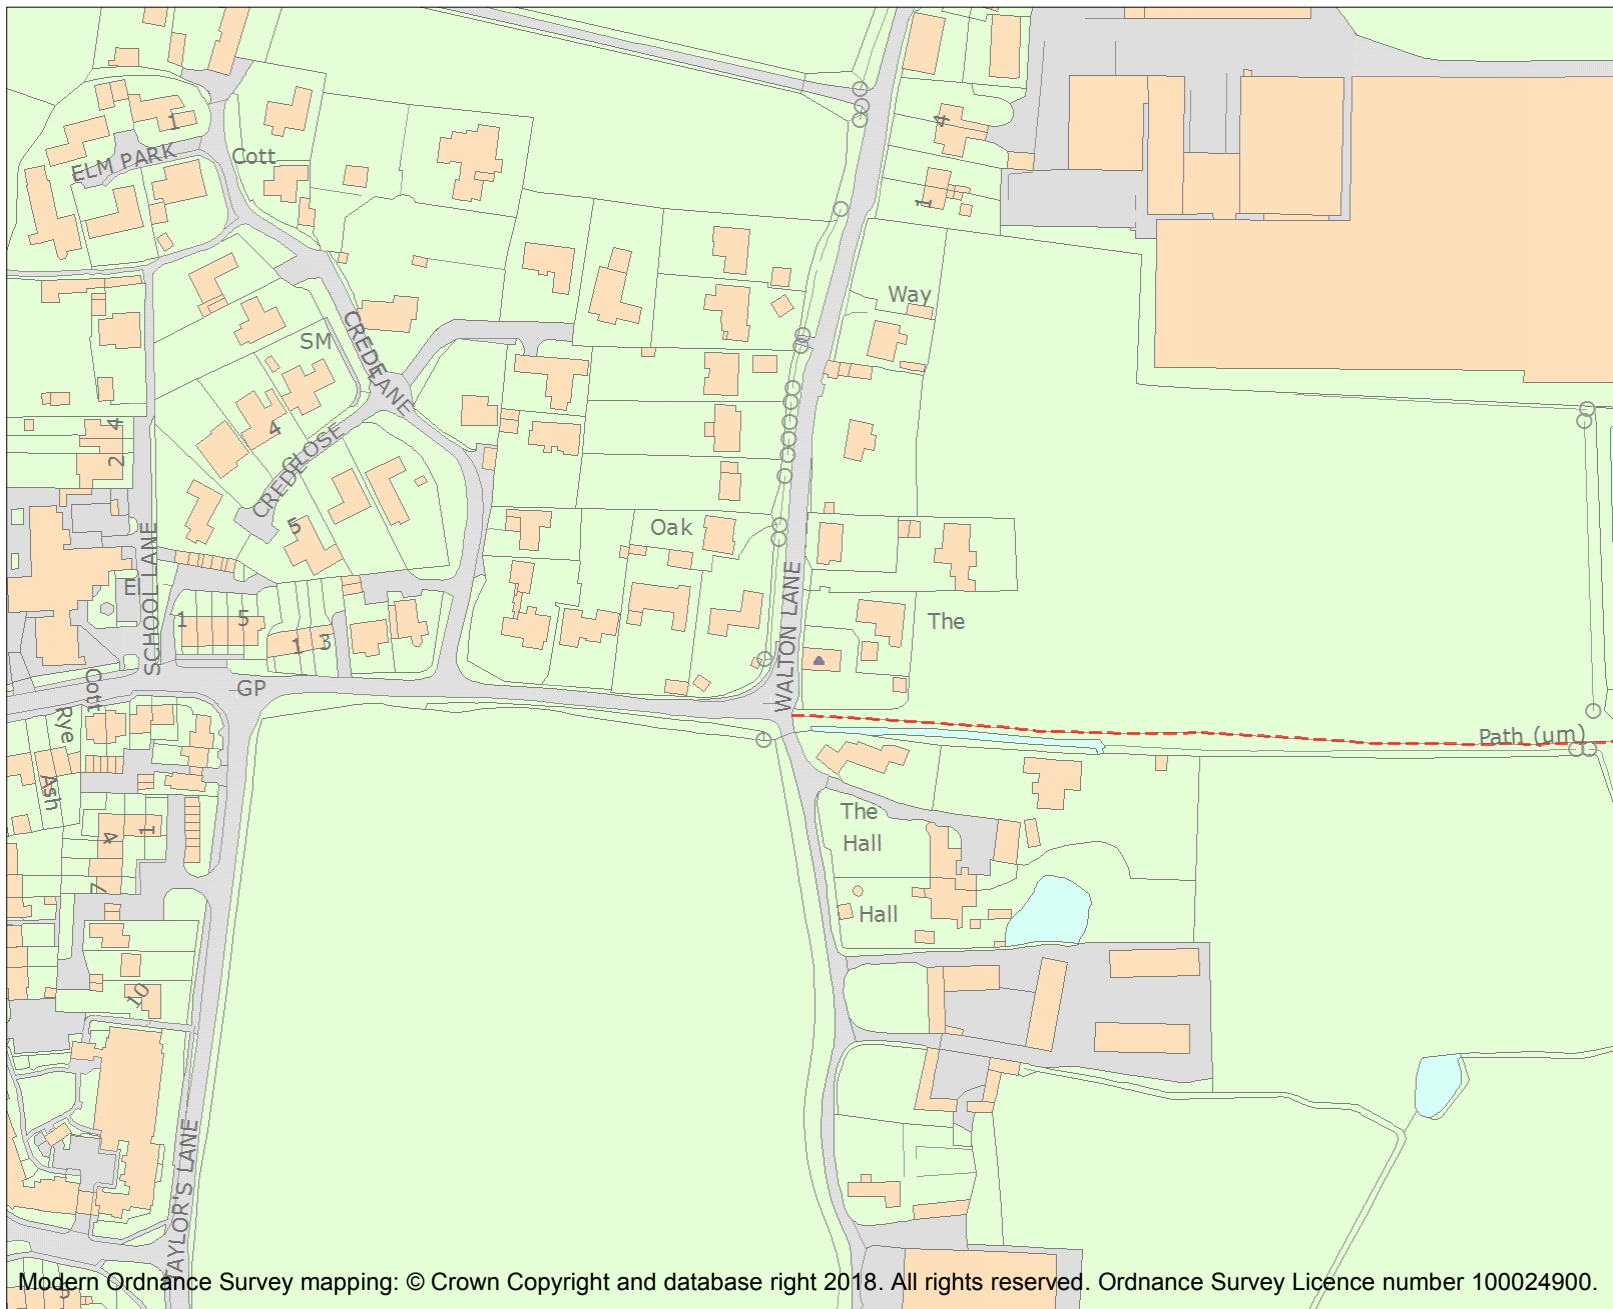 1
ELM PARK
Cott
4
1
Way
SM
CREDE LANE
4
2
4
CREDE CLOSE
5
Oak
SCHOOL LANE
El
1
5
1
3
WALTON LANE
The
GP
Cott
Rye
Ash
Path (um)
4
1
7
The
Hall
Hall
10
TAYLOR'S LANE
5
Modern Ordnance Survey mapping: © Crown Copyright and database right 2018. All rights reserved. Ordnance Survey Licence number 100024900.